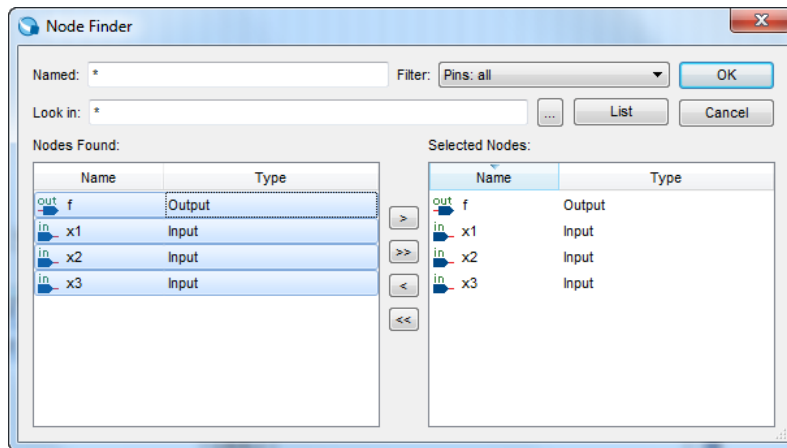 Node Finder
Named: * Filter: Pins: all OK
Look in: * ... List Cancel
Nodes Found: Selected Nodes:
Name Type Name Type
out f Output out f Output
in x1 Input in x1 Input
in x2 Input in x2 Input
in x3 Input in x3 Input
>
>>
<
<<